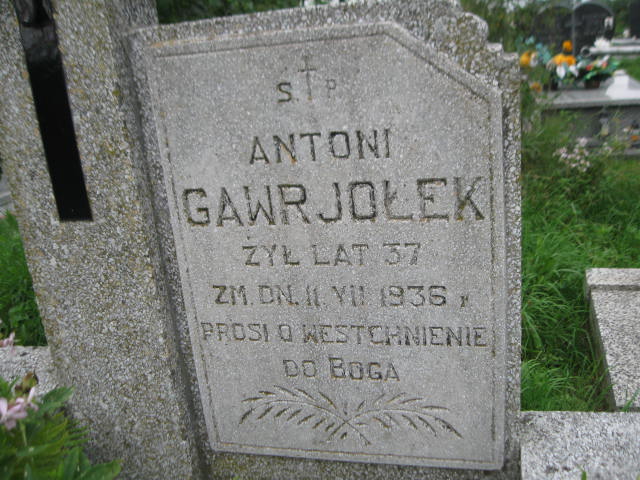 S. P.
ANTONI
GAWRJOŁEK
ŻYŁ LAT 37
ZM. DN. 11. VII 1936 r
PROSI O WESTCHNIENIE
DO BOGA